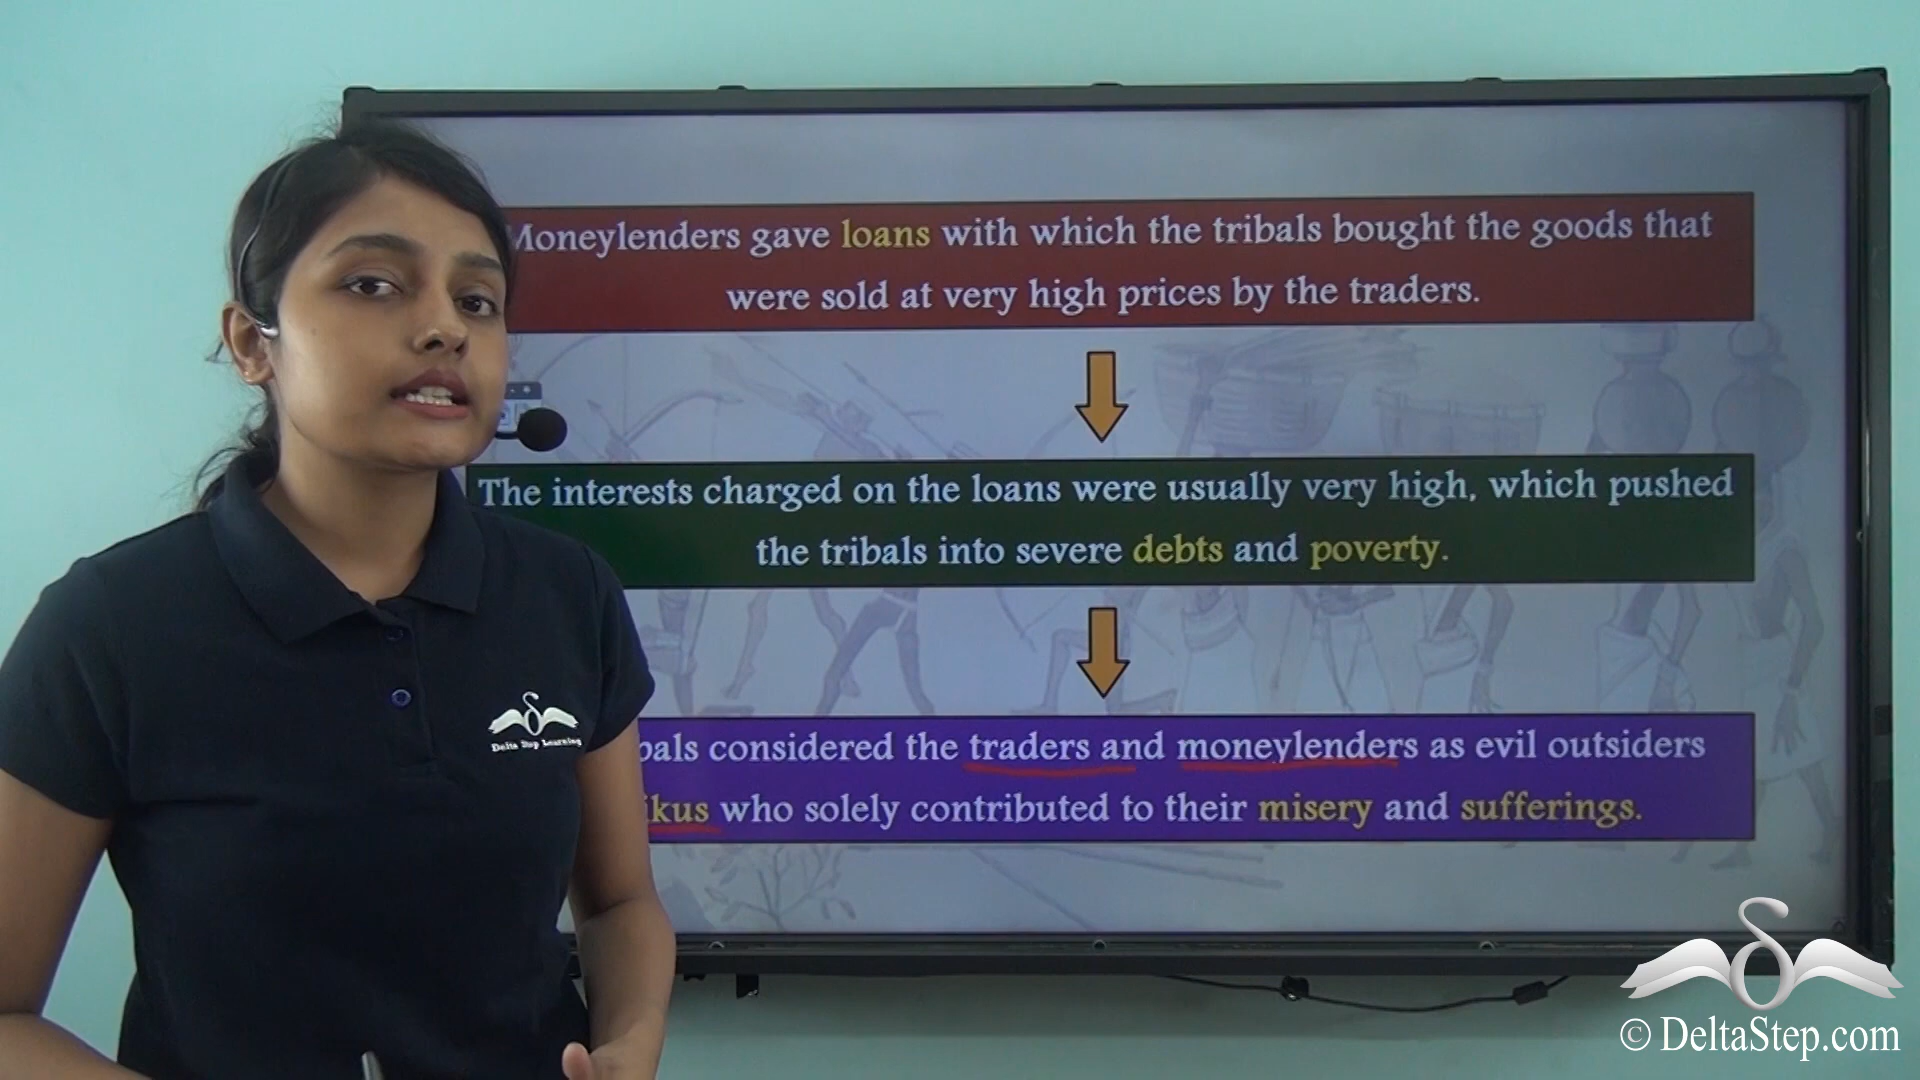 Moneylenders gave loans with which the tribals bought the goods that
were sold at very high prices by the traders.
The interests charged on the loans were usually very high, which pushed
the tribals into severe debts and poverty.
bals considered the traders and moneylenders as evil outsiders
ikus who solely contributed to their misery and sufferings.
Delta Step Learning
© DeltaStep.com